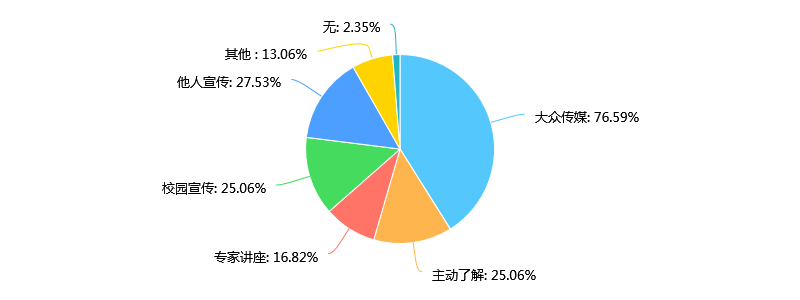 无: 2.35%
其他 : 13.06%
他人宣传: 27.53%
大众传媒: 76.59%
校园宣传: 25.06%
专家讲座: 16.82%
主动了解: 25.06%